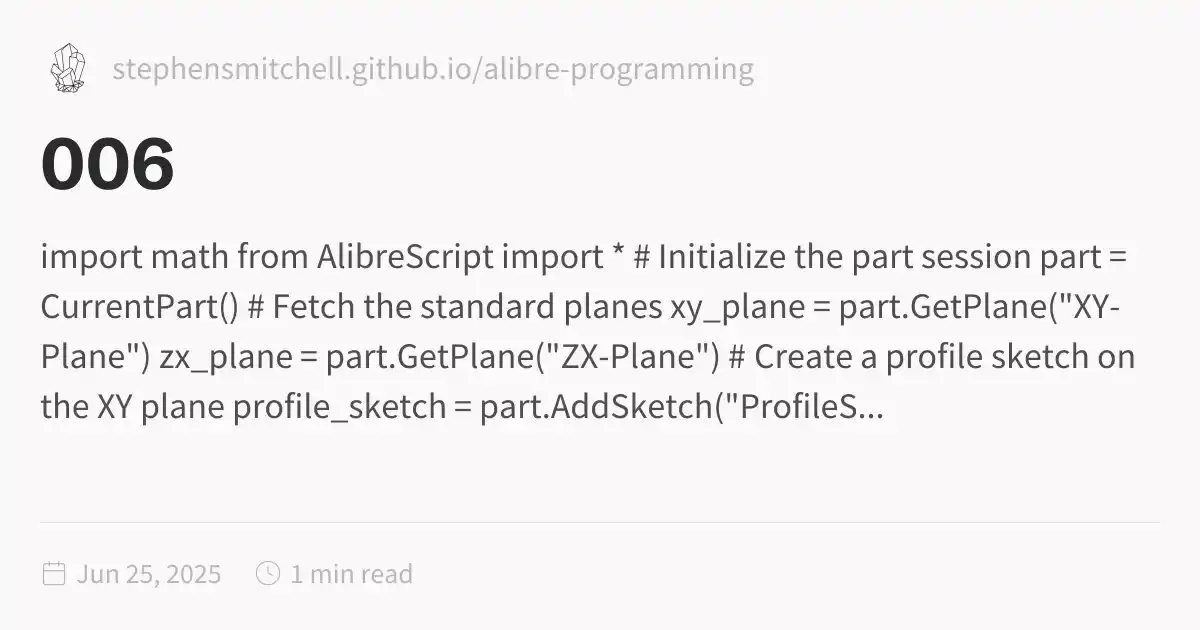 stephensmitchell.github.io/alibre-programming
006
import math from AlibreScript import * # Initialize the part session part =
CurrentPart() # Fetch the standard planes xy_plane = part.GetPlane("XY-
Plane") zx_plane = part.GetPlane("ZX-Plane") # Create a profile sketch on
the XY plane profile_sketch = part.AddSketch("ProfileS...
Jun 25, 2025 1 min read